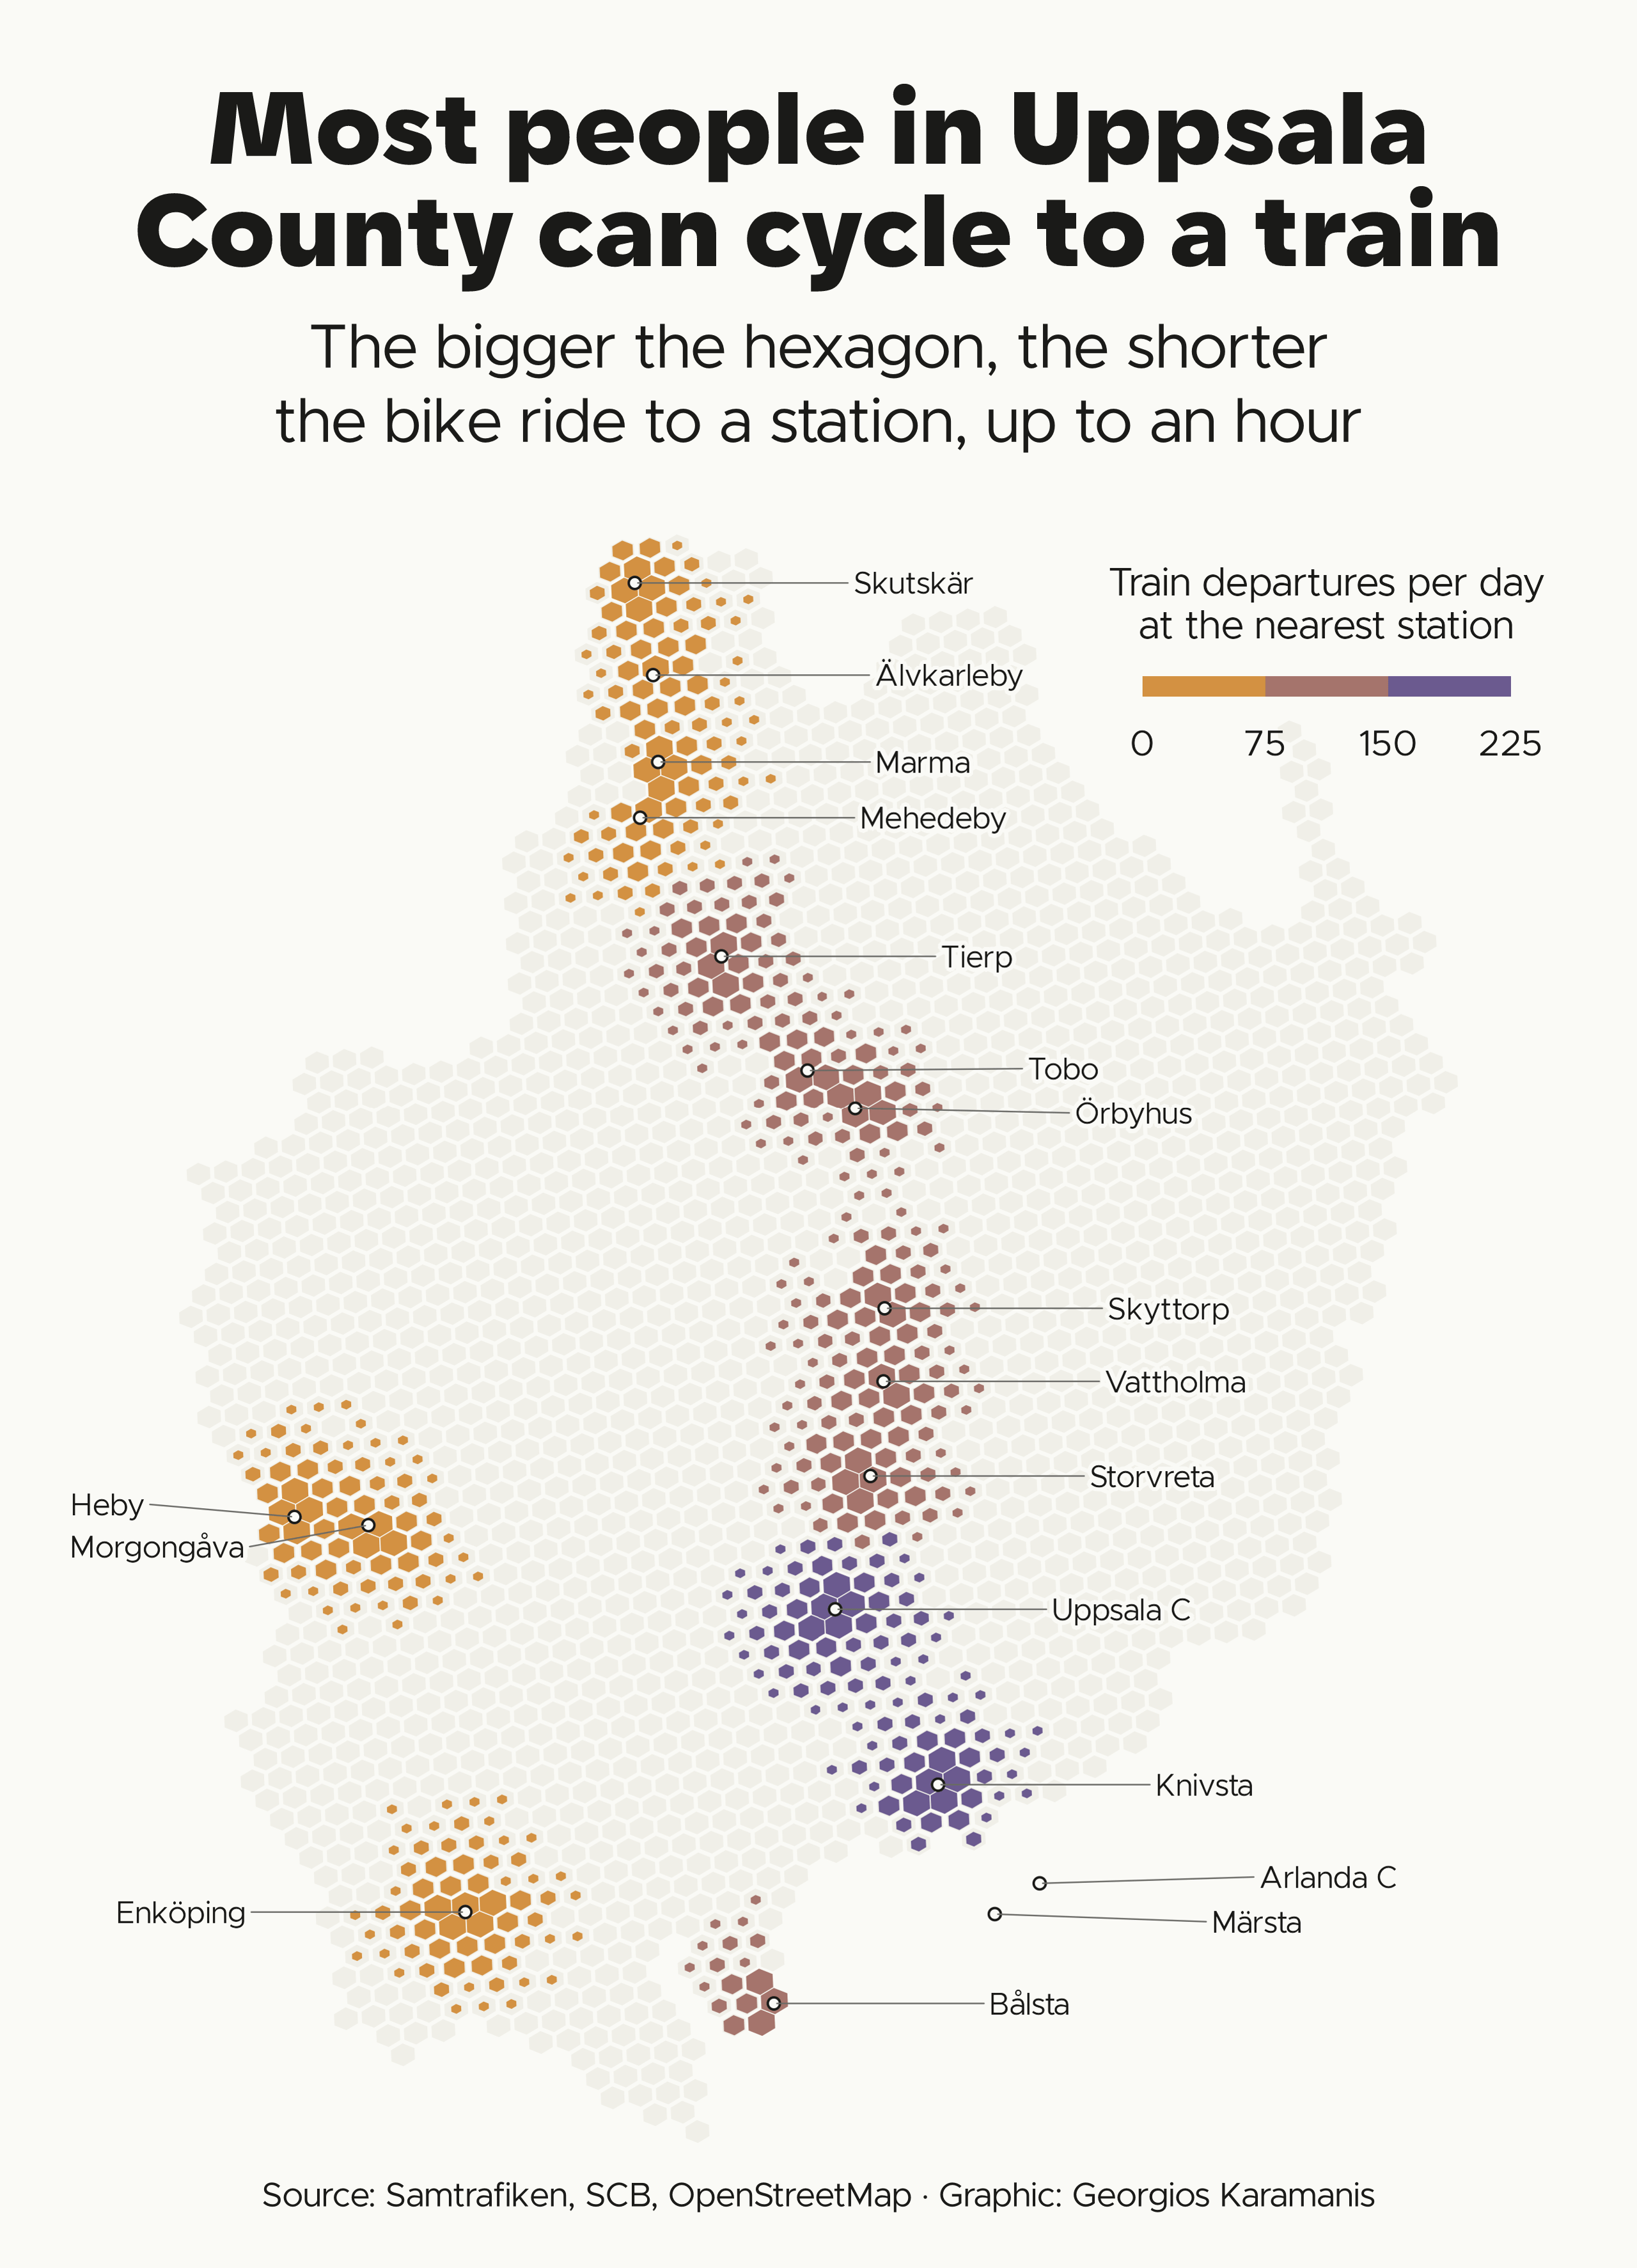 Most people in Uppsala
County can cycle to a train
The bigger the hexagon, the shorter
the bike ride to a station, up to an hour
Train departures per day
at the nearest station
0 75 150 225
Skutskär
Älvkarleby
Marma
Mehedeby
Tierp
Tobo
Örbyhus
Skyttorp
Vattholma
Storvreta
Heby
Morgongåva
Uppsala C
Knivsta
Arlanda C
Enköping
Märsta
Bålsta
Source: Samtrafiken, SCB, OpenStreetMap · Graphic: Georgios Karamanis